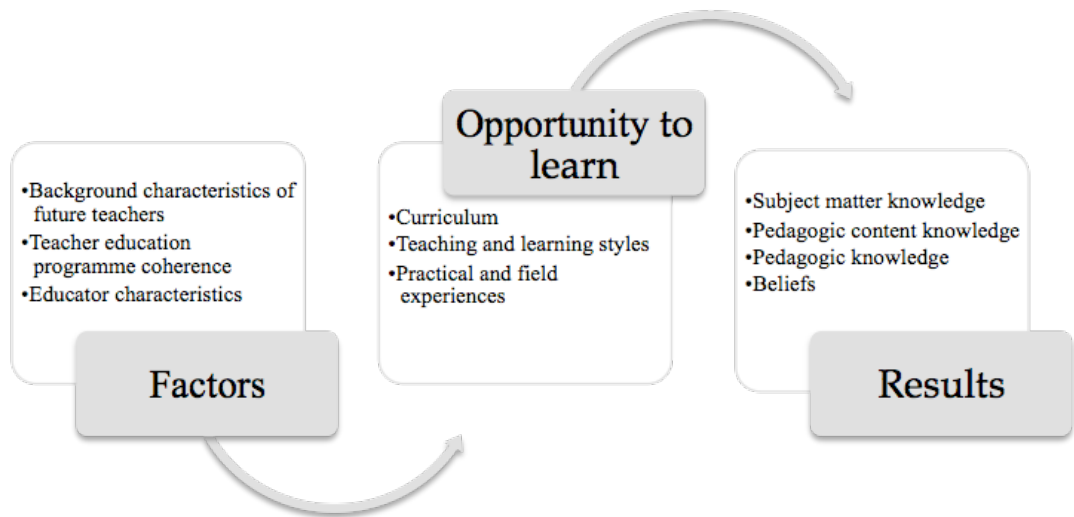 •Background characteristics of
future teachers
•Teacher education
programme coherence
•Educator characteristics
Factors
Opportunity to
learn
•Curriculum
•Teaching and learning styles
•Practical and field
experiences
•Subject matter knowledge
•Pedagogic content knowledge
•Pedagogic knowledge
•Beliefs
Results